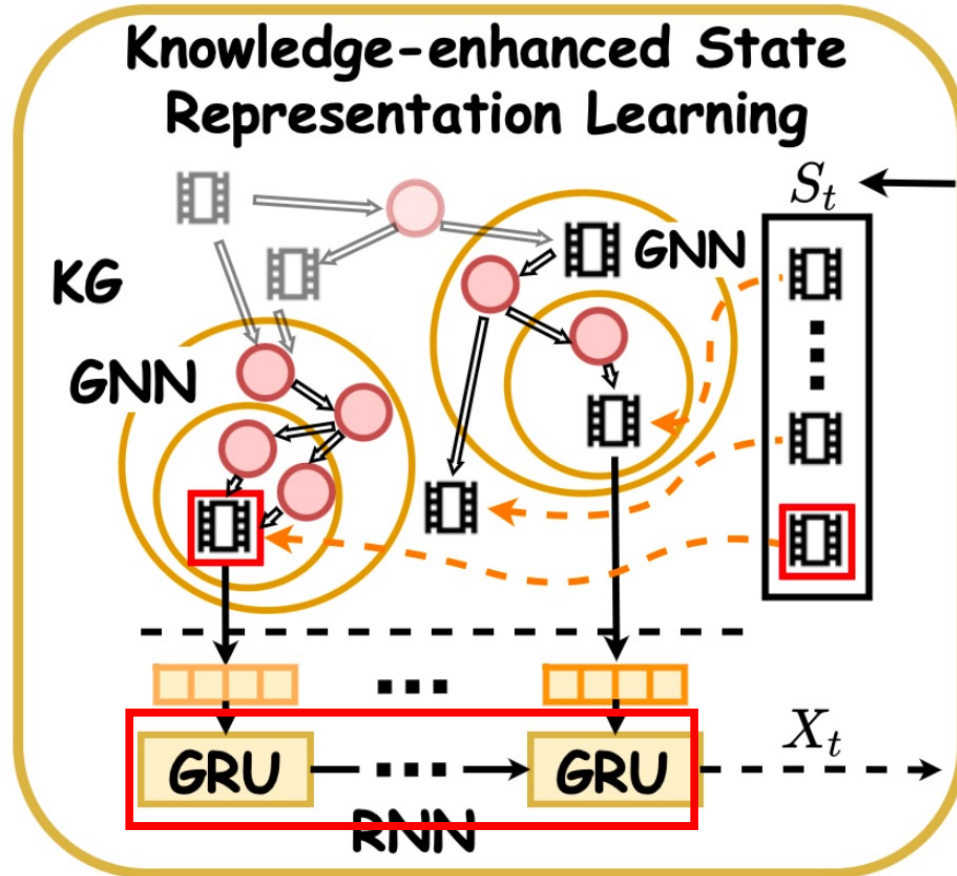 Knowledge-enhanced State
Representation Learning
S_t
GNN
KG
GNN
GRU
GRU
X_t
RNN